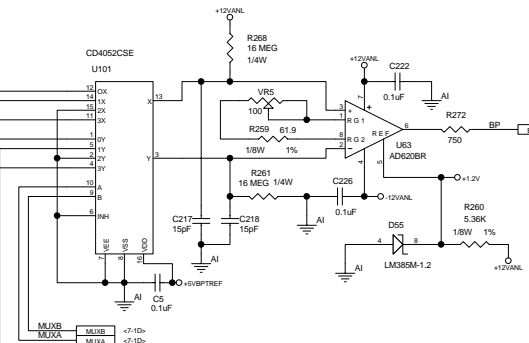 +12VANL
R268
16 MEG
1/4W
+12VANL
C222
0.1uF
AI
CD4052CSE
U101
12 OX
14 1X
15 2X
11 3X
X 13
1 0Y
5 1Y
2 2Y
4 3Y
Y 3
10 A
9 B
6 INH
VEE
VSS
VDD
7
8
16
VR5
100
R259 61.9
1/8W 1%
3 +
1 RG1
8 RG2
2 -
7
+
REF
6
4
5
U63
AD620BR
R272
750
BP
R261
16 MEG 1/4W
C226
0.1uF
-12VANL
AI
+1.2V
C217
15pF
C218
15pF
AI
D55
4
8
LM385M-1.2
R260
5.36K
1/8W 1%
+12VANL
AI
+5VBPTREF
C5
0.1uF
AI
MUXB MUXB <7-1D>
MUXA MUXA <7-1D>